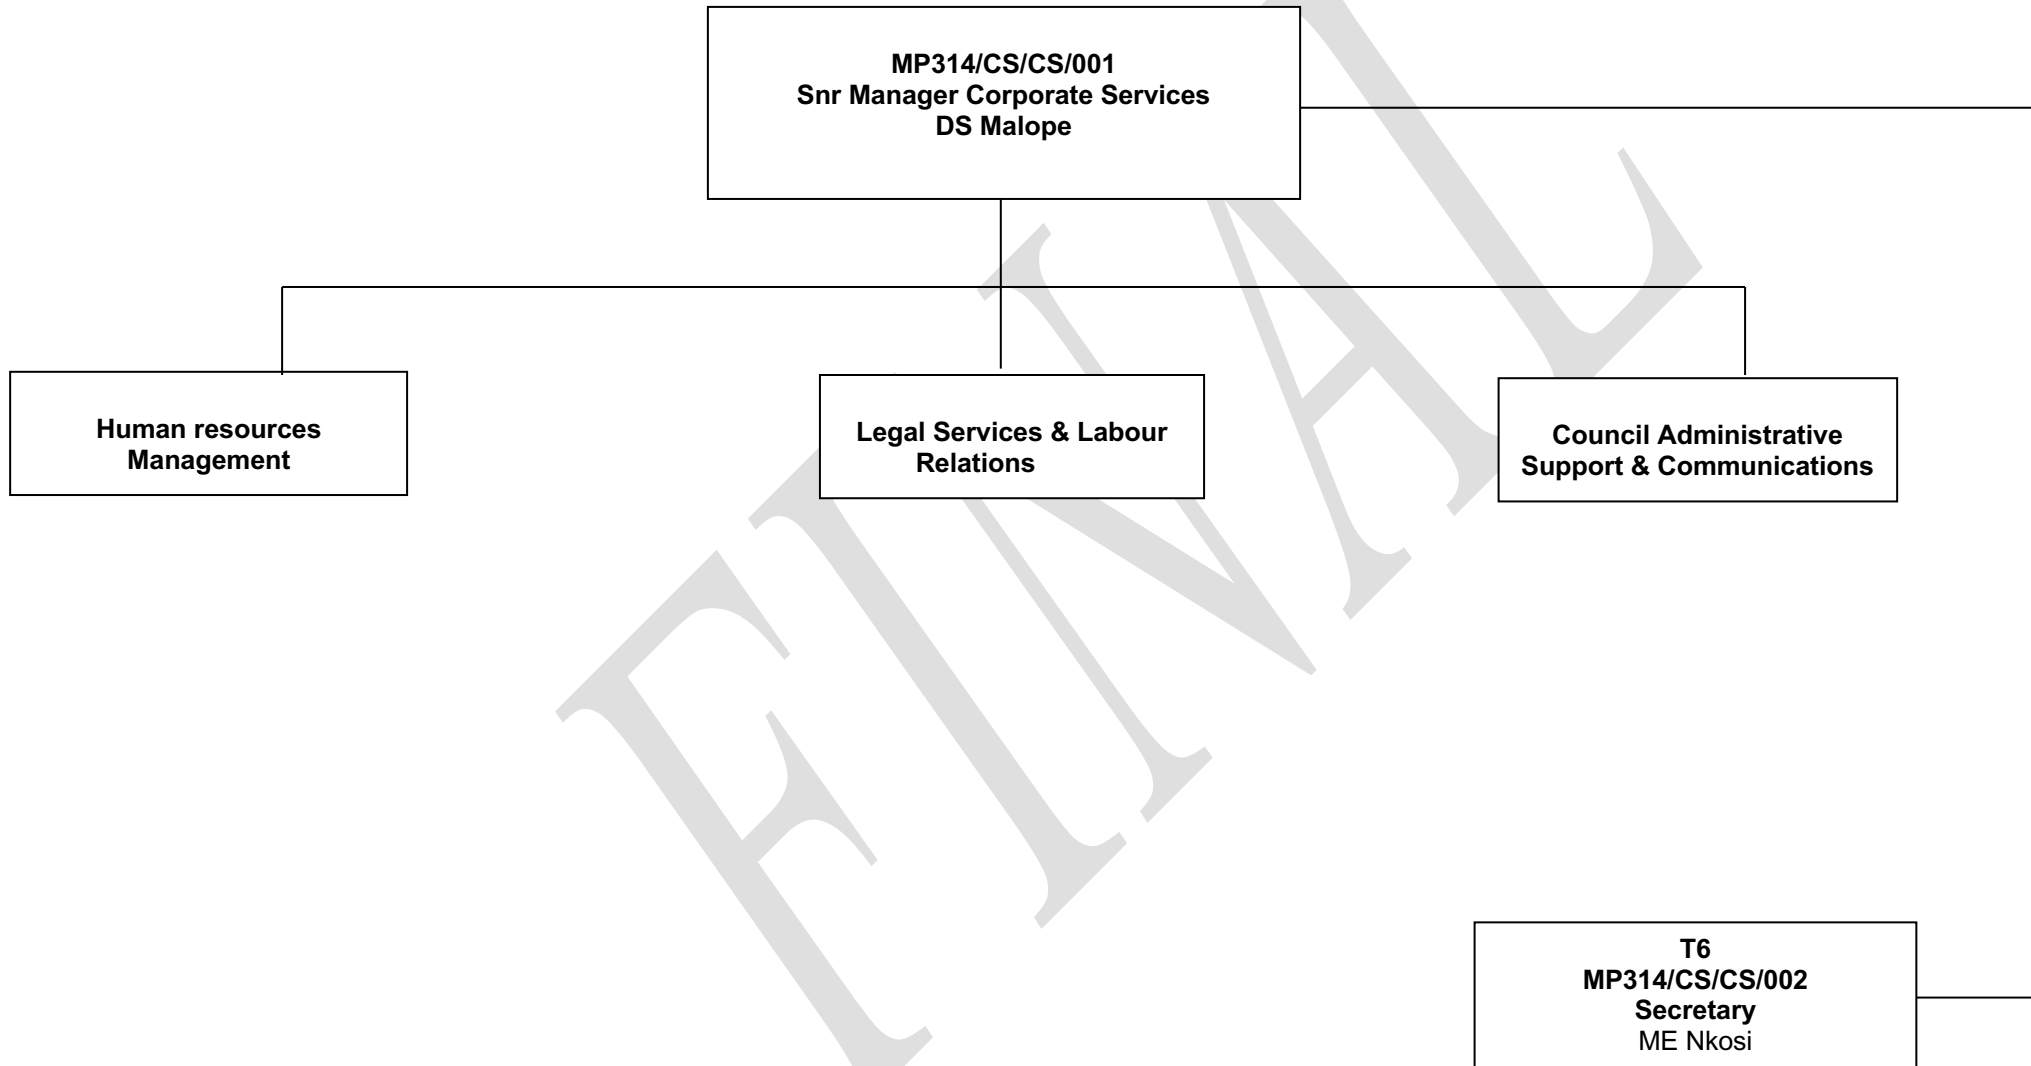 MP314/CS/CS/001
Snr Manager Corporate Services
DS Malope
Human resources
Management
Legal Services & Labour
Relations
Council Administrative
Support & Communications
FINAL
T6
MP314/CS/CS/002
Secretary
ME Nkosi